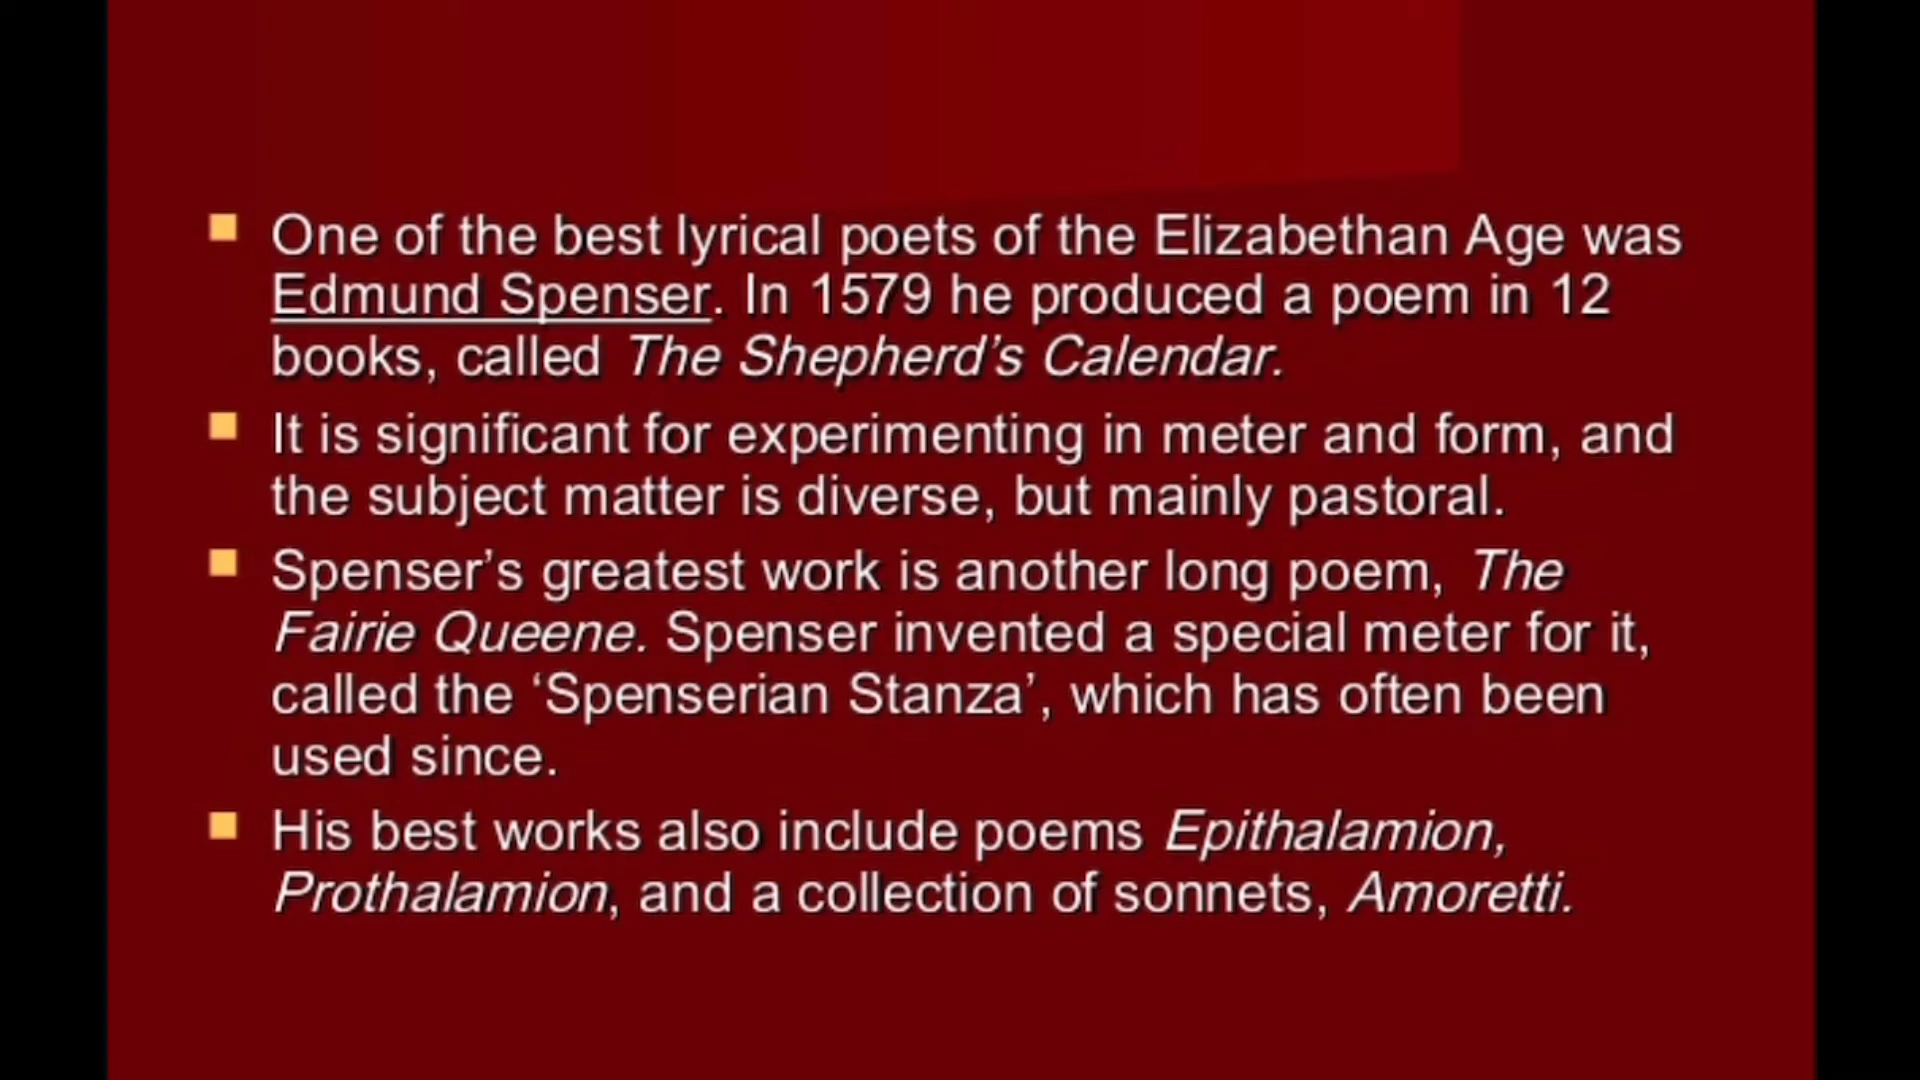 One of the best lyrical poets of the Elizabethan Age was
Edmund Spenser. In 1579 he produced a poem in 12
books, called The Shepherd’s Calendar.
It is significant for experimenting in meter and form, and
the subject matter is diverse, but mainly pastoral.
Spenser’s greatest work is another long poem, The
Fairie Queene. Spenser invented a special meter for it,
called the ‘Spenserian Stanza’, which has often been
used since.
His best works also include poems Epithalamion,
Prothalamion, and a collection of sonnets, Amoretti.